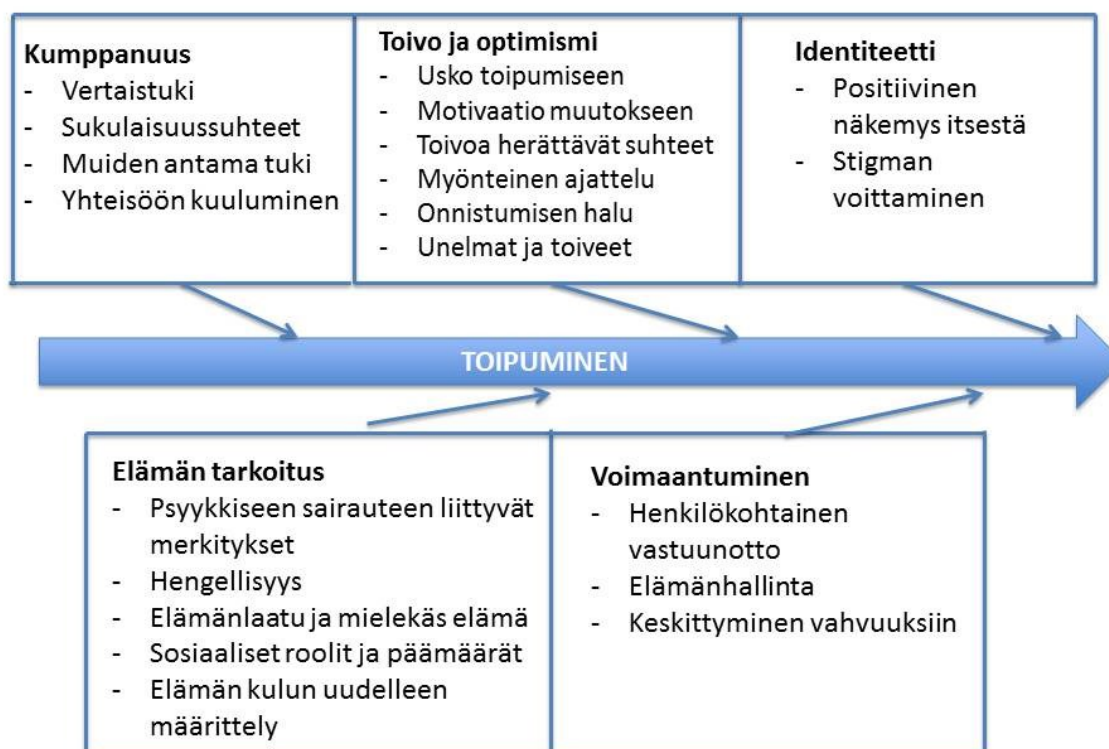 Kumppanuus
- Vertaistuki
- Sukulaisuussuhteet
- Muiden antama tuki
- Yhteisöön kuuluminen
Toivo ja optimismi
- Usko toipumiseen
- Motivaatio muutokseen
- Toivoa herättävät suhteet
- Myönteinen ajattelu
- Onnistumisen halu
- Unelmat ja toiveet
Identiteetti
- Positiivinen
näkemys itsestä
- Stigman
voittaminen
TOIPUMINEN
Elämän tarkoitus
- Psyykkiseen sairauteen liittyvät
merkitykset
- Hengellisyys
- Elämänlaatu ja mielekäs elämä
- Sosiaaliset roolit ja päämäärät
- Elämän kulun uudelleen
määrittely
Voimaantuminen
- Henkilökohtainen
vastuunotto
- Elämänhallinta
- Keskittyminen vahvuuksiin